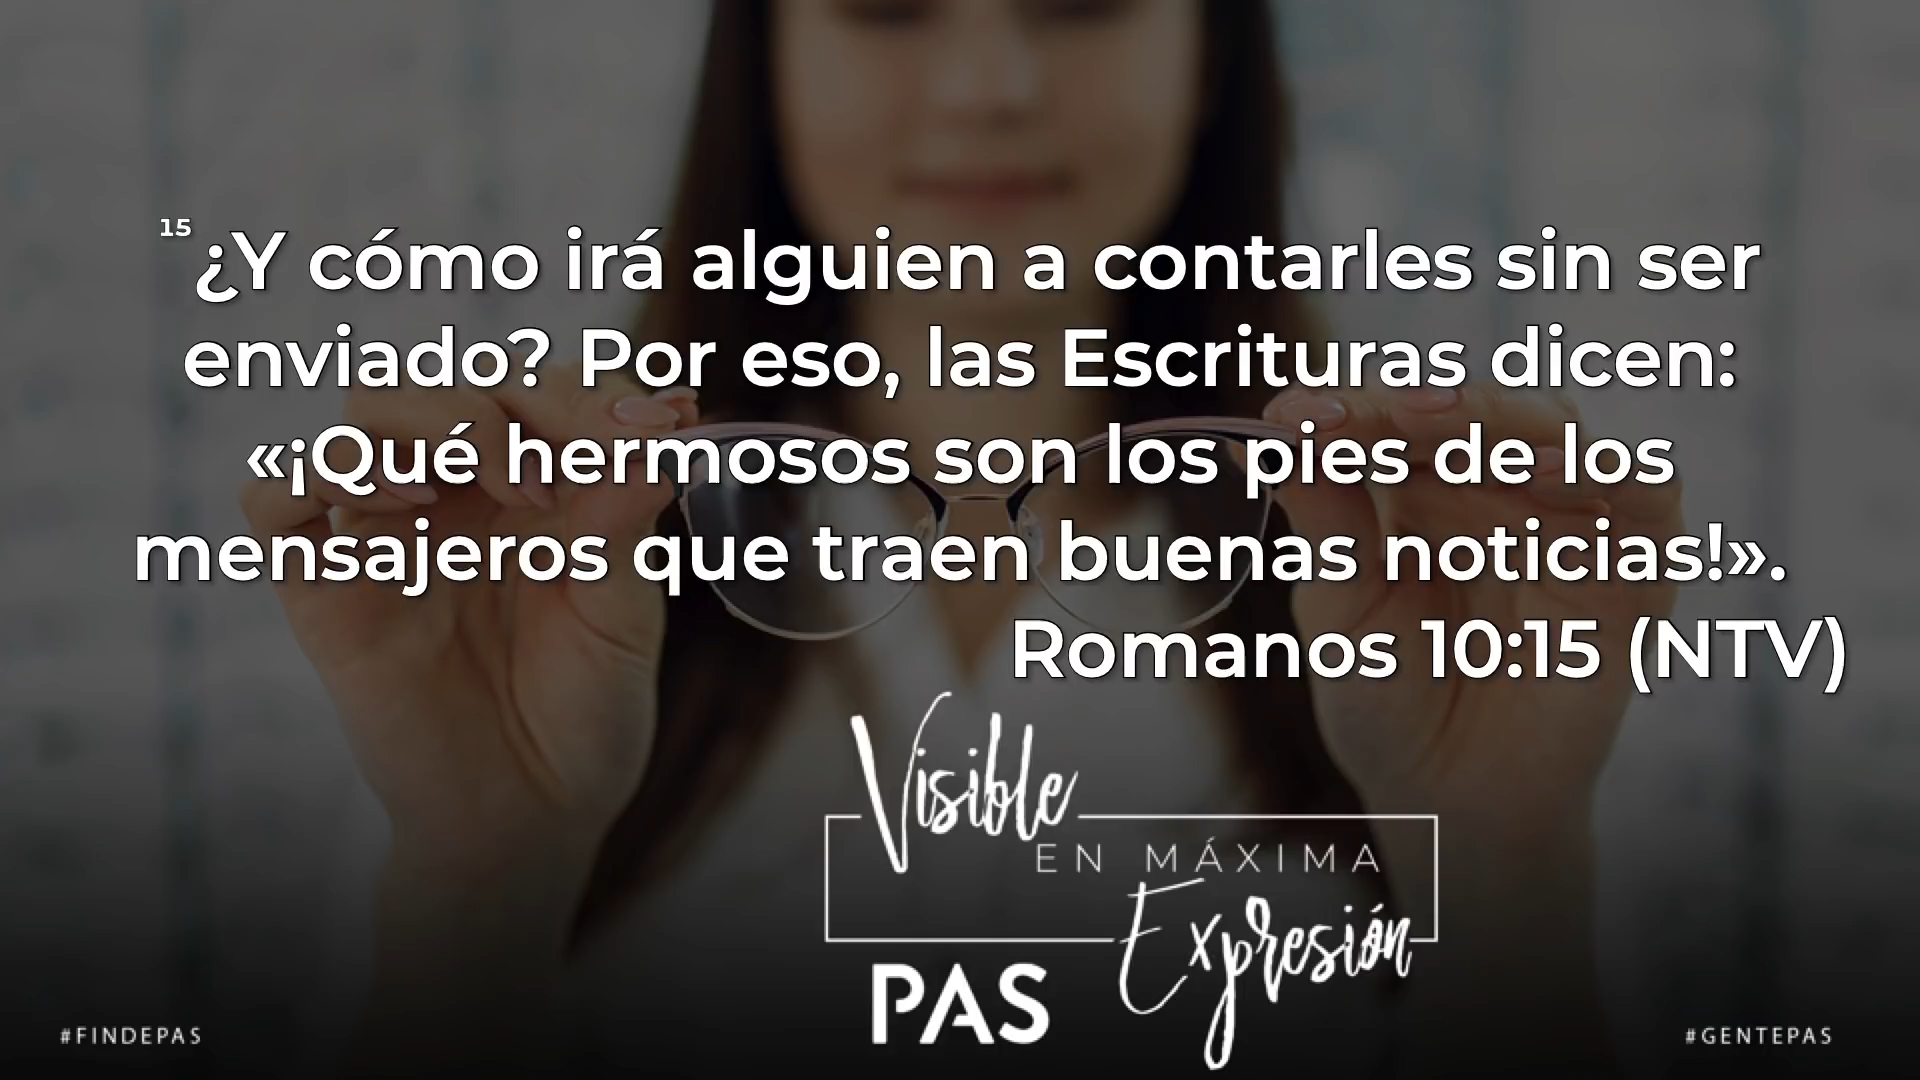 15 ¿Y cómo irá alguien a contarles sin ser
enviado? Por eso, las Escrituras dicen:
«¡Qué hermosos son los pies de los
mensajeros que traen buenas noticias!».
Romanos 10:15 (NTV)
Visible
EN MÁXIMA
Expresión
PAS
#FINDEPAS
#GENTEPAS